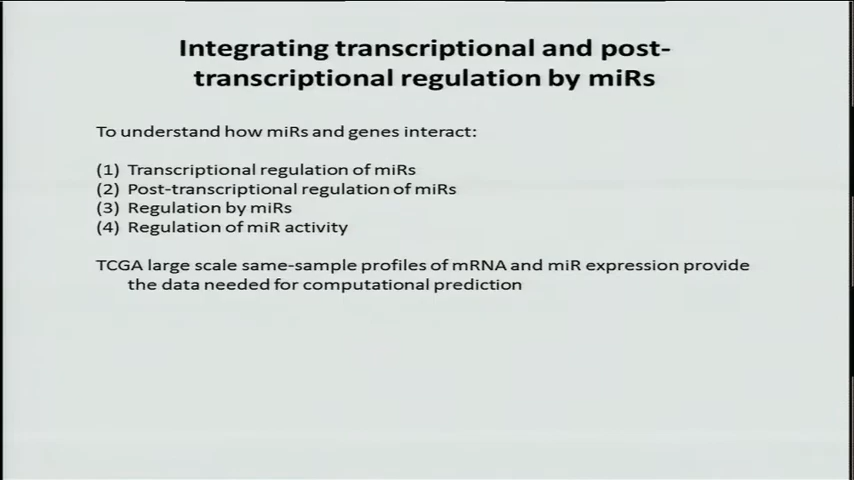 Integrating transcriptional and post-
transcriptional regulation by miRs
To understand how miRs and genes interact:
(1) Transcriptional regulation of miRs
(2) Post-transcriptional regulation of miRs
(3) Regulation by miRs
(4) Regulation of miR activity
TCGA large scale same-sample profiles of mRNA and miR expression provide
the data needed for computational prediction